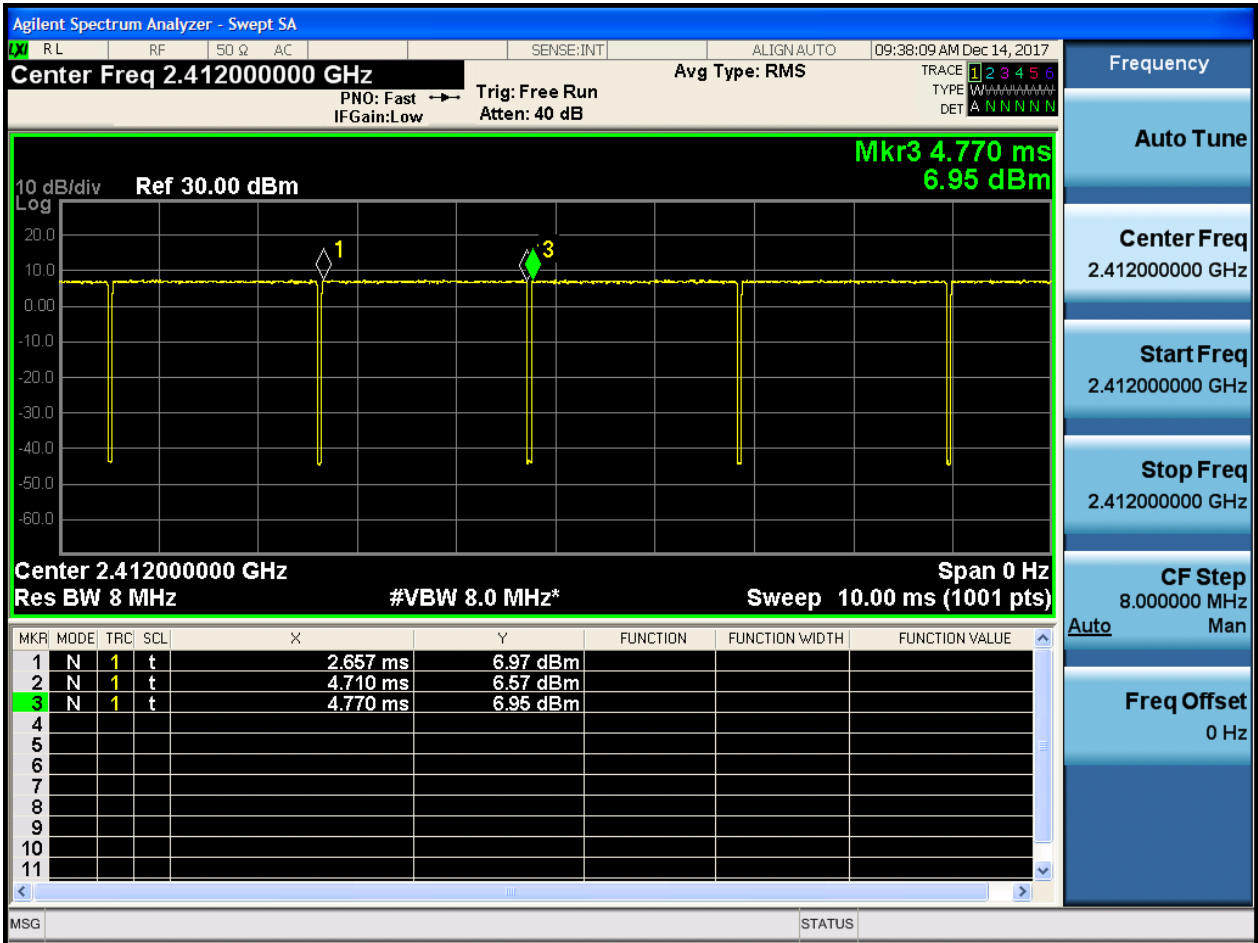 Agilent Spectrum Analyzer - Swept SA
LXI RL RF 50 Ω AC SENSE:INT ALIGNAUTO 09:38:09 AM Dec 14, 2017
Center Freq 2.412000000 GHz
PNO: Fast
IFGain:Low
Trig: Free Run
Atten: 40 dB
Avg Type: RMS
TRACE 1 2 3 4 5 6
TYPE W
DET A N N N N N
Mkr3 4.770 ms
6.95 dBm
10 dB/div Ref 30.00 dBm
Log
20.0
10.0
0.00
-10.0
-20.0
-30.0
-40.0
-50.0
-60.0
1
3
Center 2.412000000 GHz Span 0 Hz
Res BW 8 MHz #VBW 8.0 MHz* Sweep 10.00 ms (1001 pts)
MKR MODE TRC SCL X Y FUNCTION FUNCTION WIDTH FUNCTION VALUE
1 N 1 t 2.657 ms 6.97 dBm
2 N 1 t 4.710 ms 6.57 dBm
3 N 1 t 4.770 ms 6.95 dBm
4
5
6
7
8
9
10
11
MSG STATUS
Frequency
Auto Tune
Center Freq
2.412000000 GHz
Start Freq
2.412000000 GHz
Stop Freq
2.412000000 GHz
CF Step
8.000000 MHz
Auto Man
Freq Offset
0 Hz